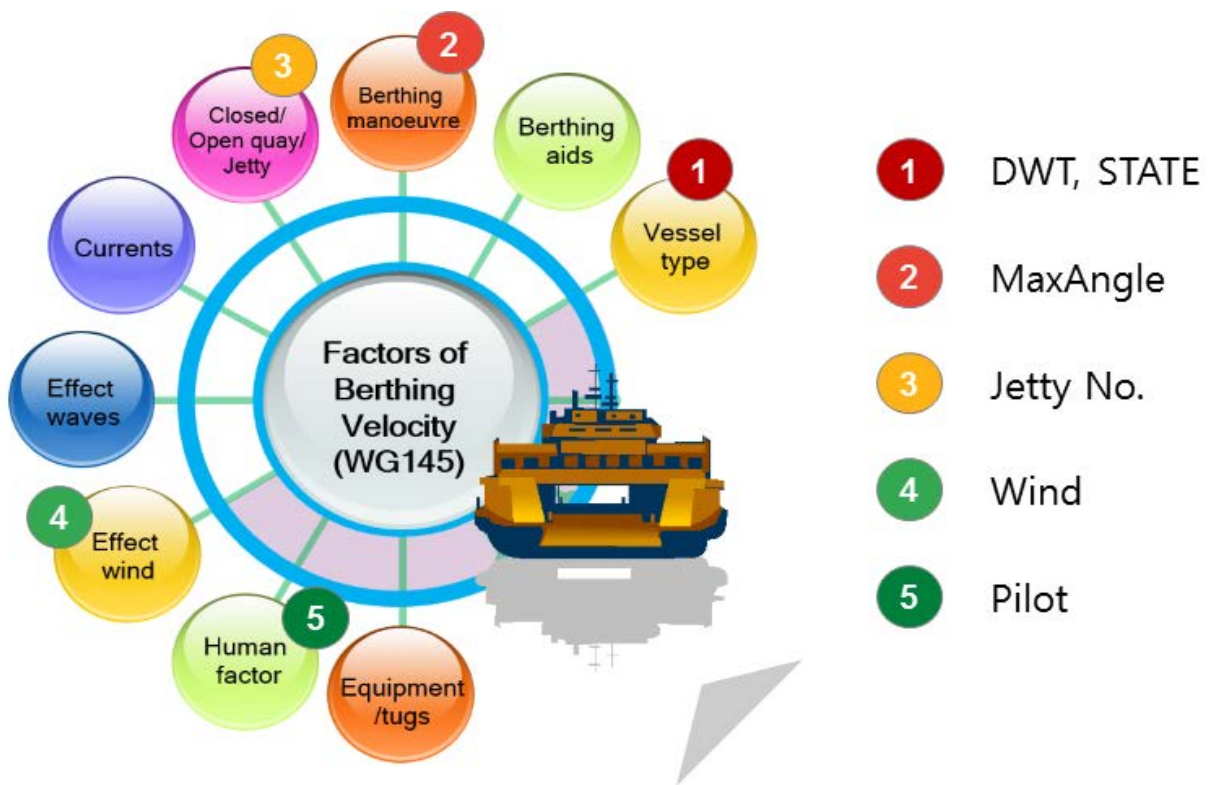 3
Closed/
Open quay/
Jetty
2
Berthing
manoeuvre
Berthing
aids
1
Vessel
type
Currents
Effect
waves
4
Effect
wind
5
Human
factor
Equipment
/tugs
Factors of
Berthing
Velocity
(WG145)
1 DWT, STATE
2 MaxAngle
3 Jetty No.
4 Wind
5 Pilot